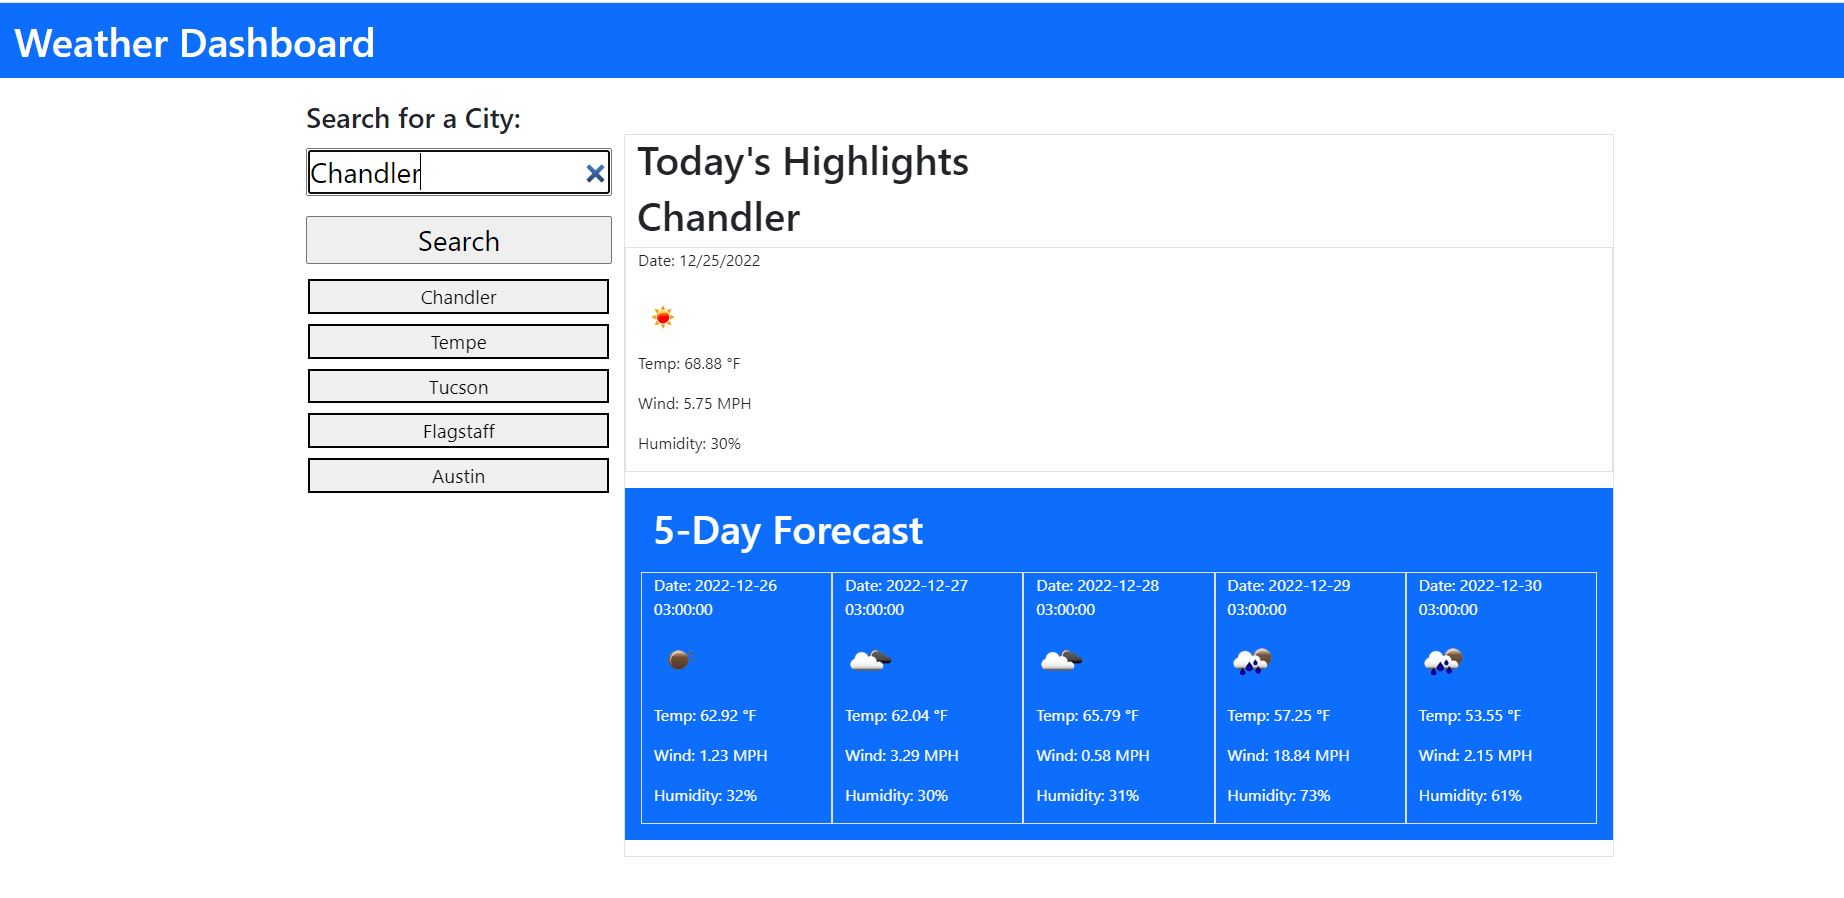 Weather Dashboard
Search for a City:
Chandler
Search
Chandler
Tempe
Tucson
Flagstaff
Austin
Today's Highlights
Chandler
Date: 12/25/2022
Temp: 68.88 °F
Wind: 5.75 MPH
Humidity: 30%
5-Day Forecast
Date: 2022-12-26
03:00:00
Temp: 62.92 °F
Wind: 1.23 MPH
Humidity: 32%
Date: 2022-12-27
03:00:00
Temp: 62.04 °F
Wind: 3.29 MPH
Humidity: 30%
Date: 2022-12-28
03:00:00
Temp: 65.79 °F
Wind: 0.58 MPH
Humidity: 31%
Date: 2022-12-29
03:00:00
Temp: 57.25 °F
Wind: 18.84 MPH
Humidity: 73%
Date: 2022-12-30
03:00:00
Temp: 53.55 °F
Wind: 2.15 MPH
Humidity: 61%